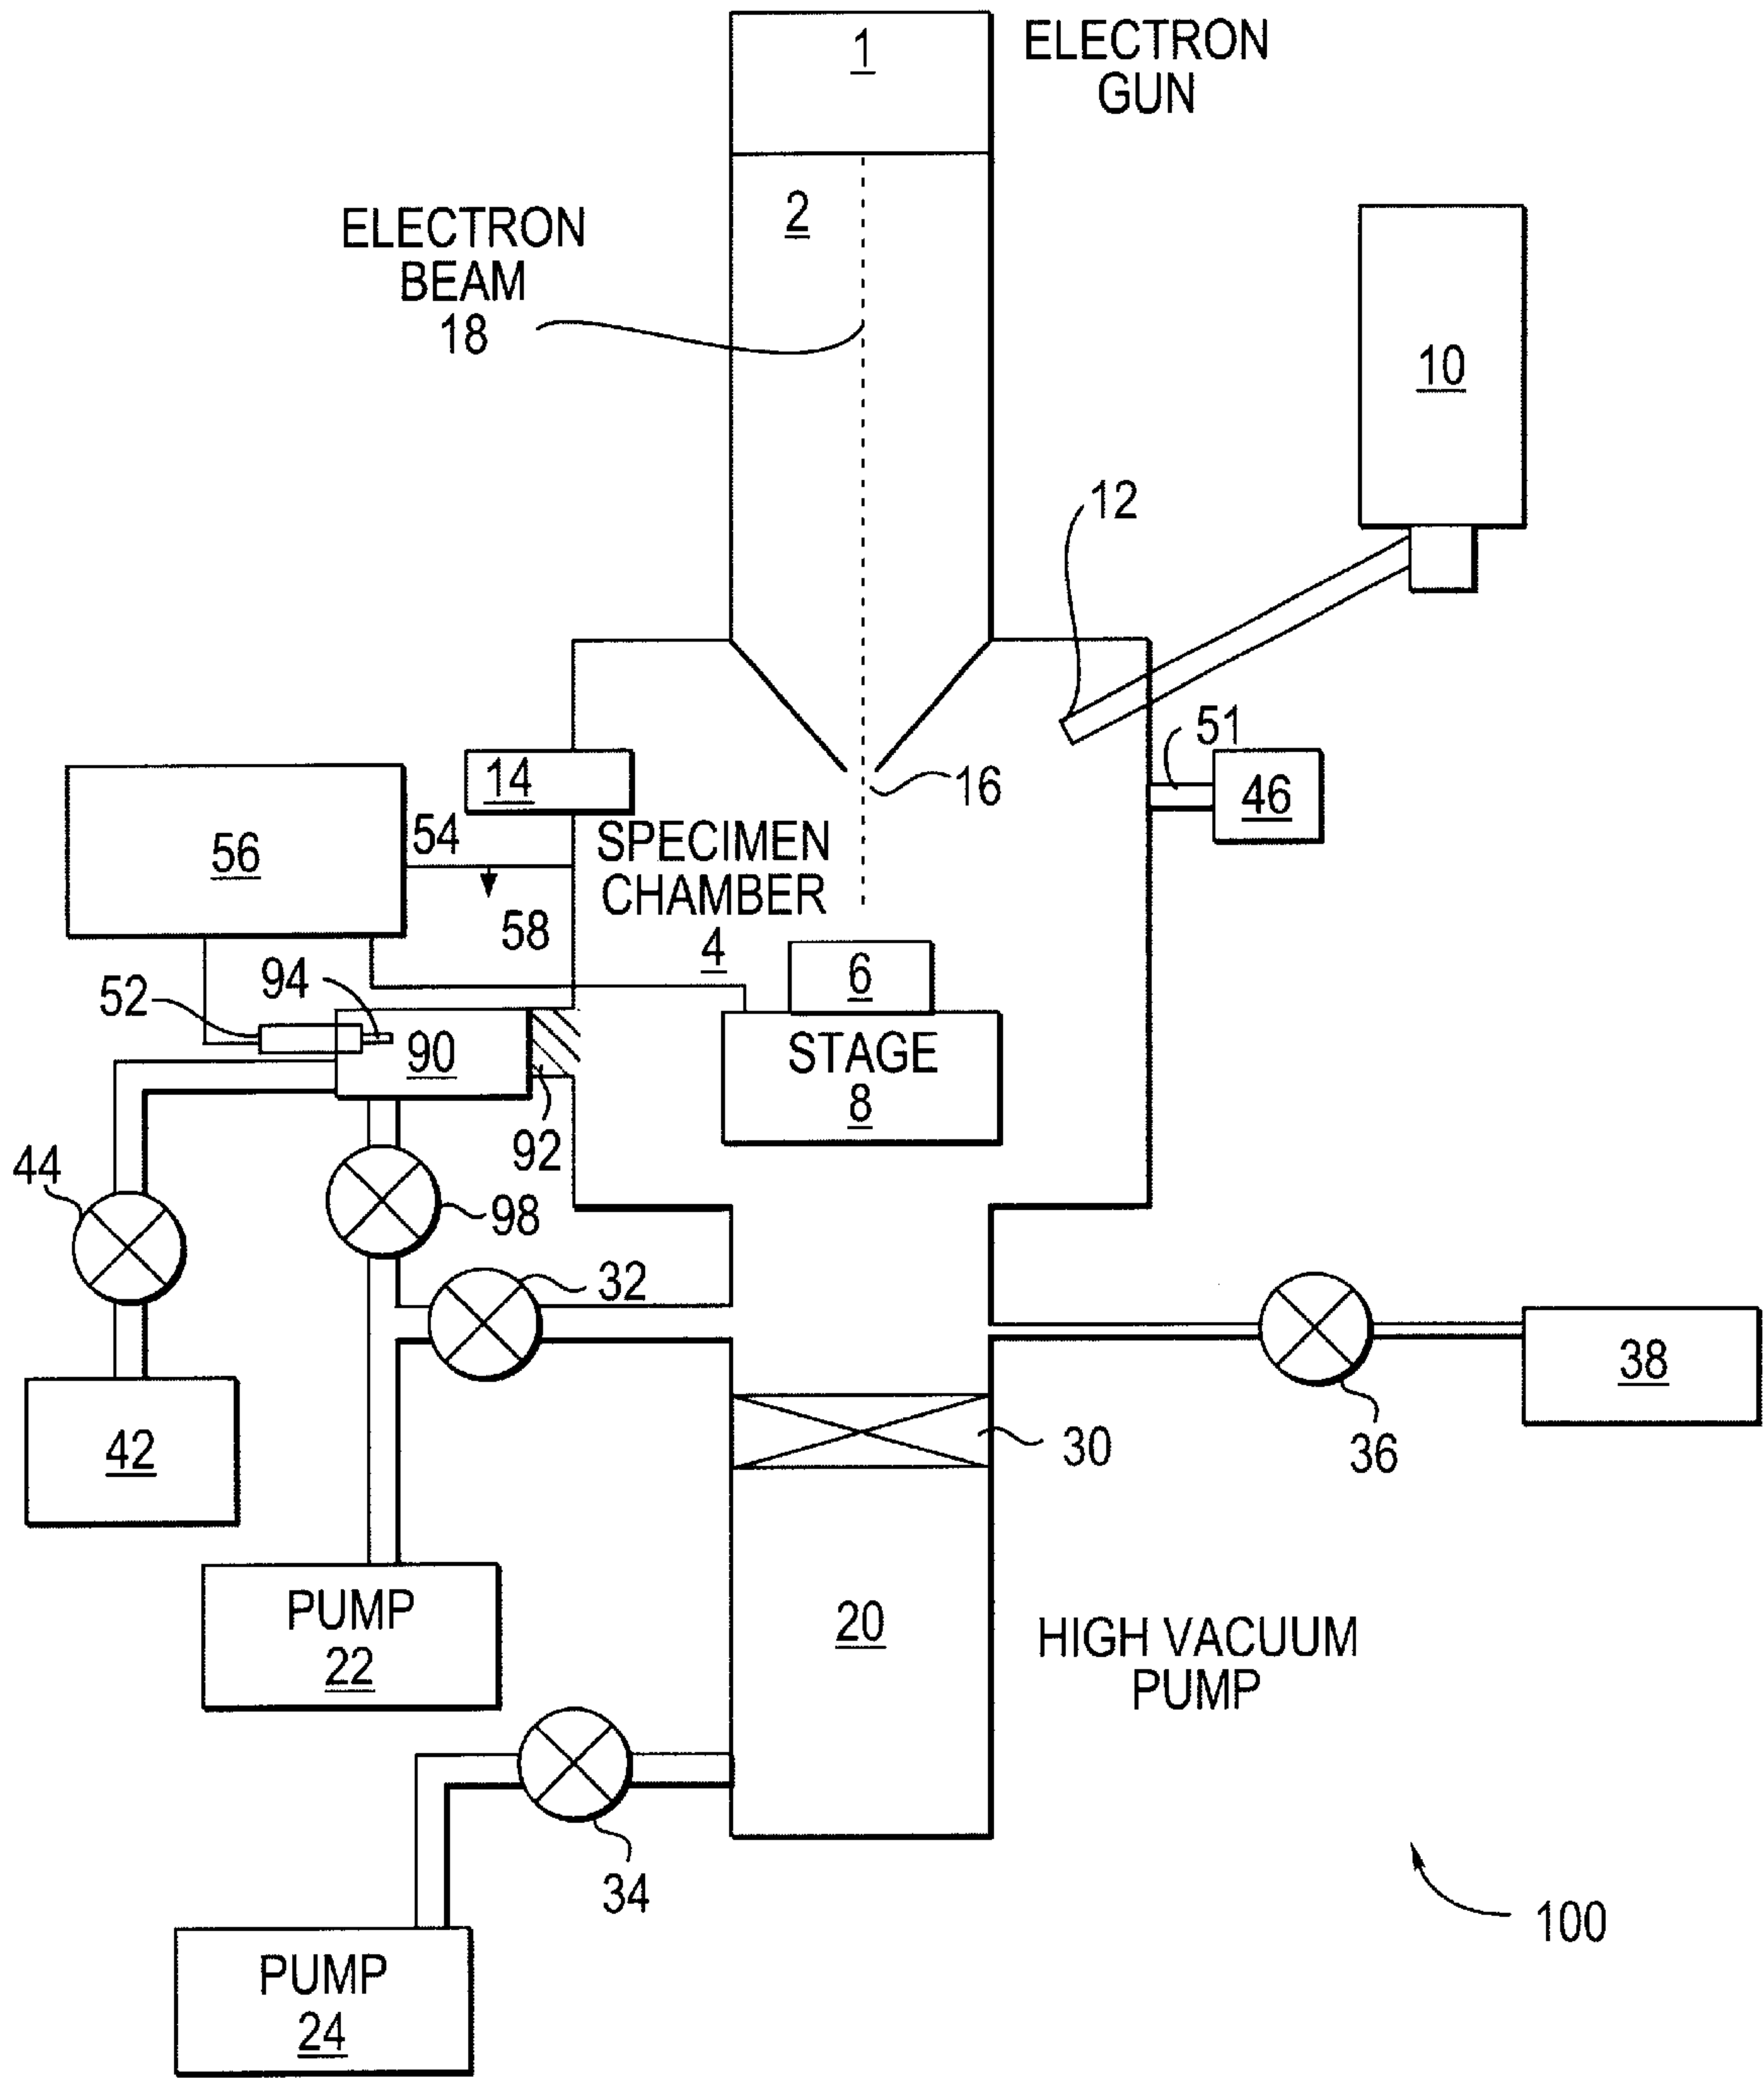 1
ELECTRON
GUN
2
ELECTRON
BEAM
18
10
12
51
46
14
16
56
54
58
SPECIMEN
CHAMBER
4
6
STAGE
8
52
94
90
92
44
98
32
42
38
36
30
PUMP
22
20
HIGH VACUUM
PUMP
34
PUMP
24
100